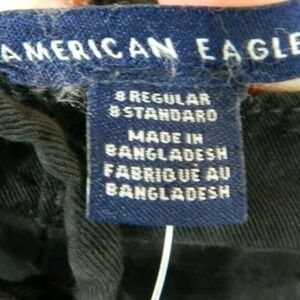 AMERICAN EAGLE
8 REGULAR
8 STANDARD
MADE IN
BANGLADESH
FABRIQUE AU
BANGLADESH